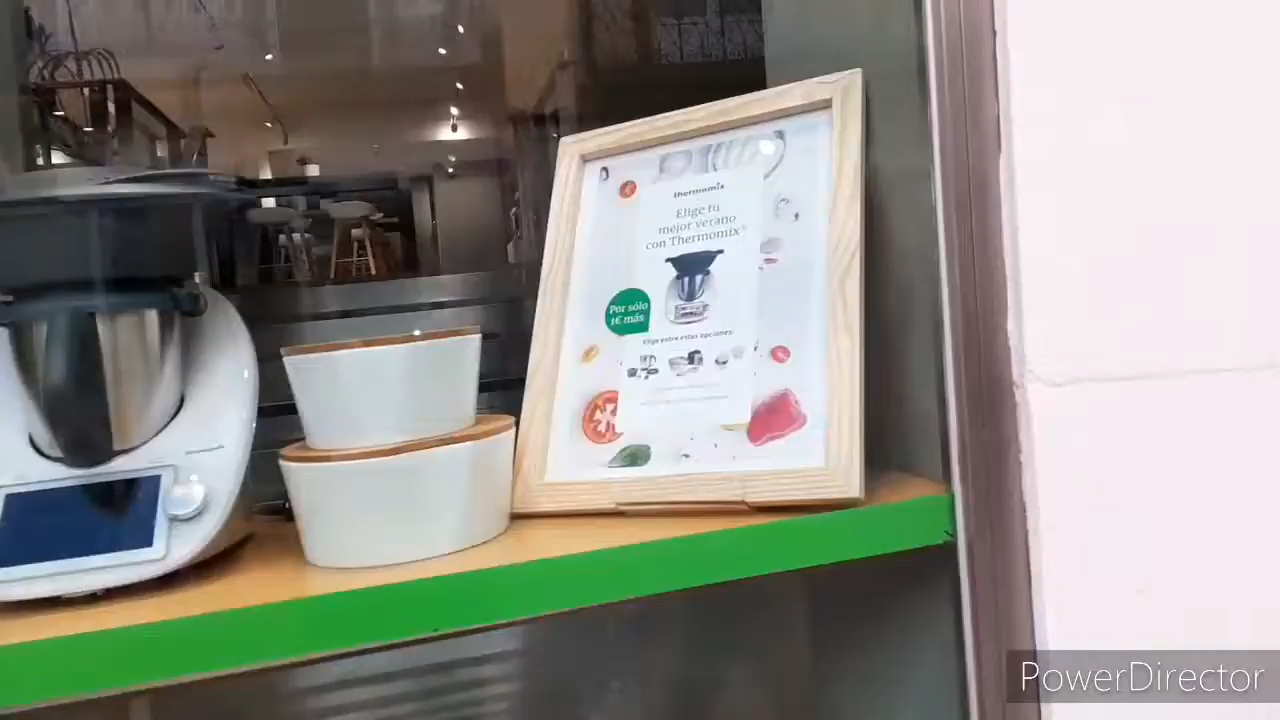 thermomix
Elige tu
mejor verano
con Thermomix®
Por sólo
1€ más
Elige entre estas opciones:
PowerDirector